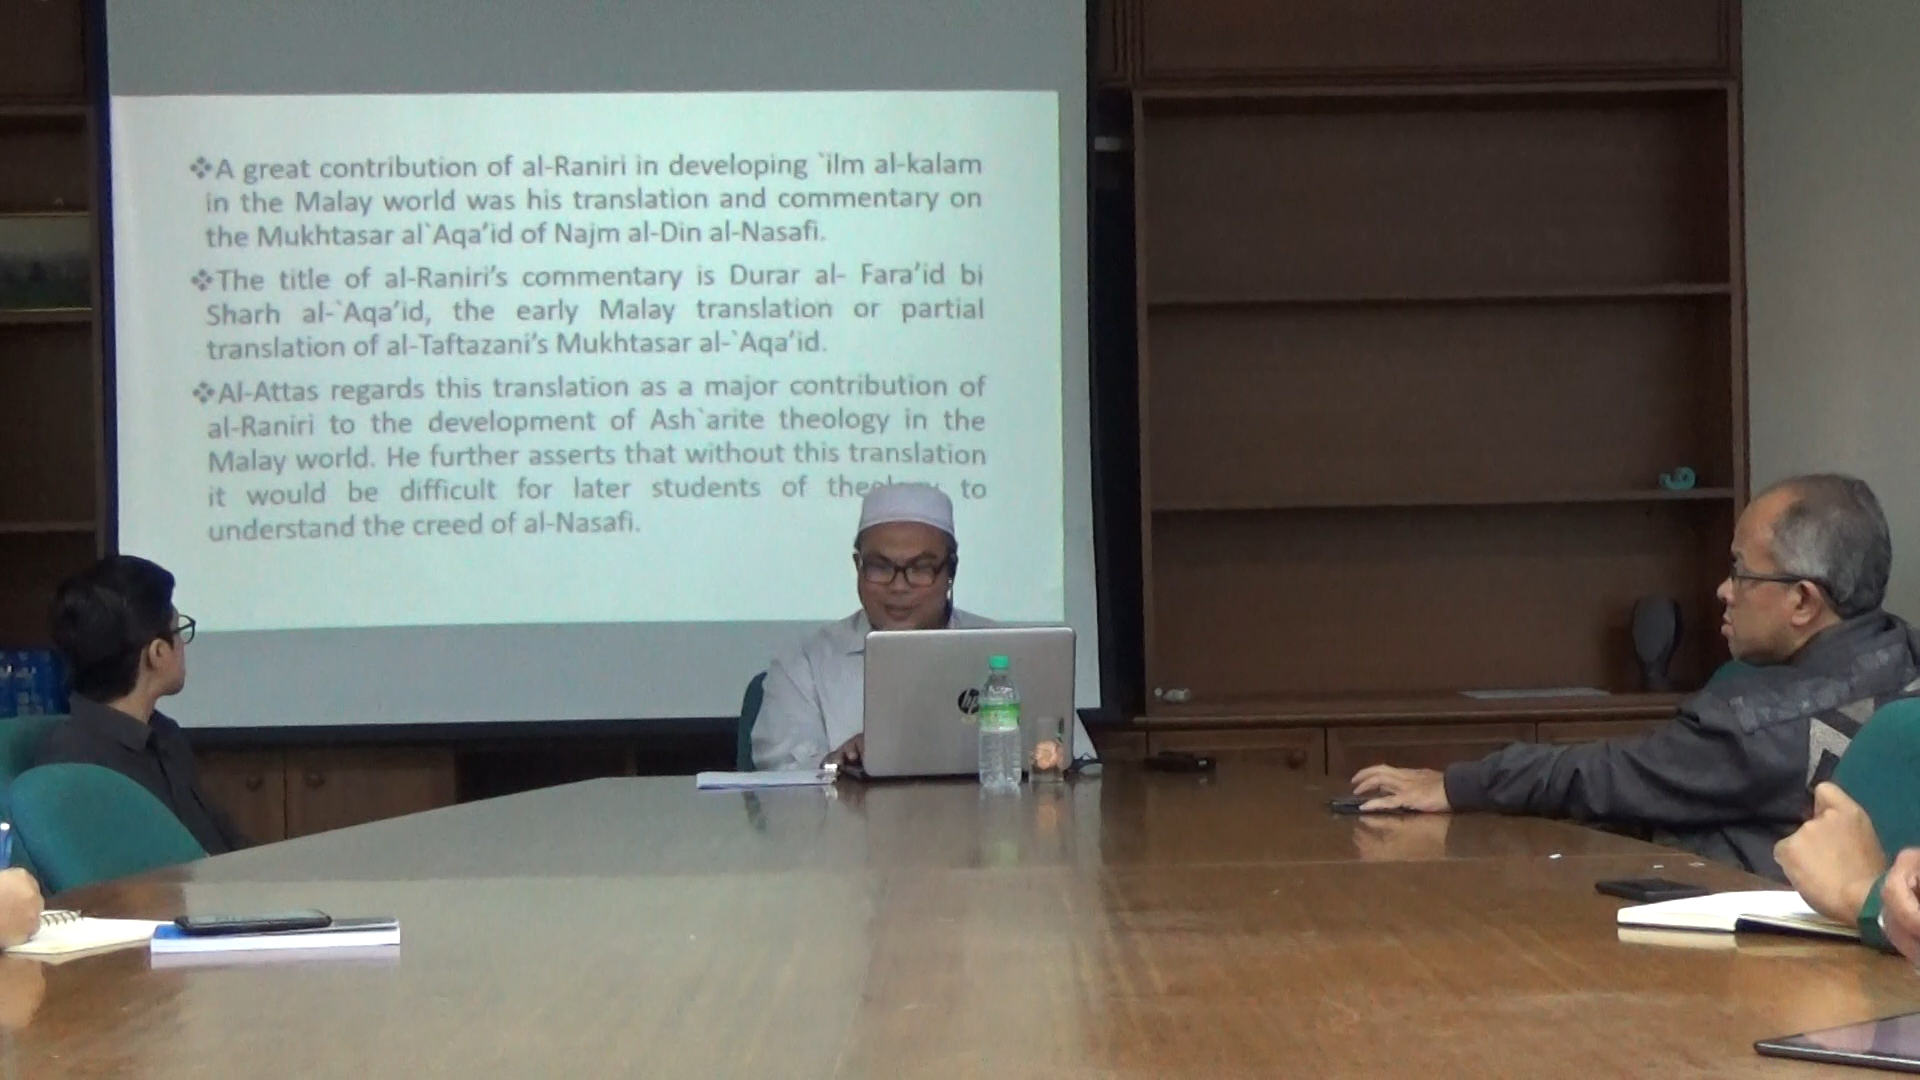 ❖A great contribution of al-Raniri in developing `ilm al-kalam
in the Malay world was his translation and commentary on
the Mukhtasar al`Aqa’id of Najm al-Din al-Nasafi.
❖The title of al-Raniri’s commentary is Durar al- Fara’id bi
Sharh al-`Aqa’id, the early Malay translation or partial
translation of al-Taftazani’s Mukhtasar al-`Aqa’id.
❖Al-Attas regards this translation as a major contribution of
al-Raniri to the development of Ash`arite theology in the
Malay world. He further asserts that without this translation
it would be difficult for later students of to
understand the creed of al-Nasafi.
hp